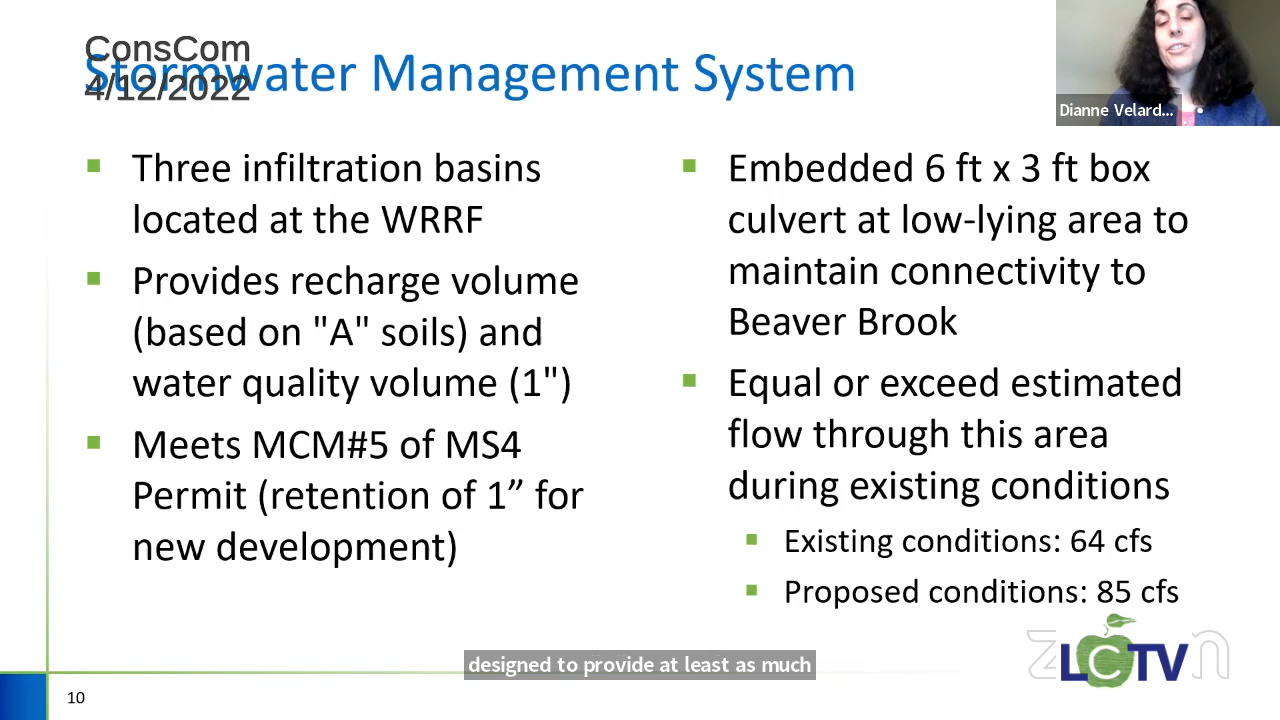 ConsCom
4/12/2022
Stormwater Management System
Dianne Velard...
Three infiltration basins
located at the WRRF
Provides recharge volume
(based on "A" soils) and
water quality volume (1")
Meets MCM#5 of MS4
Permit (retention of 1” for
new development)
Embedded 6 ft x 3 ft box
culvert at low-lying area to
maintain connectivity to
Beaver Brook
Equal or exceed estimated
flow through this area
during existing conditions
Existing conditions: 64 cfs
Proposed conditions: 85 cfs
designed to provide at least as much
LCTV
10